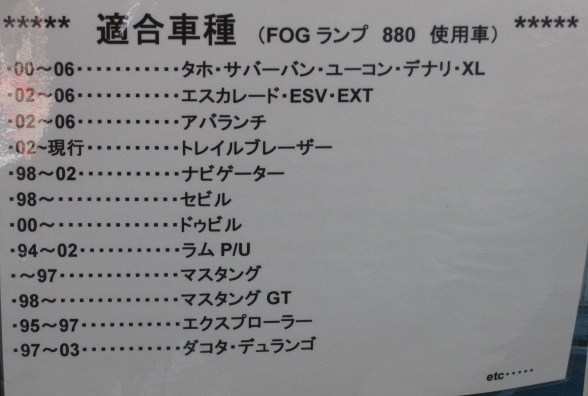 ***** 適合車種 （FOG ランプ 880 使用車） *****
・00～06・・・・・・・・・・・タホ・サバーバン・ユーコン・デナリ・XL
・02～06・・・・・・・・・・・エスカレード・ESV・EXT
・02～06・・・・・・・・・・・アバランチ
・02~現行・・・・・・・・・・トレイルブレーザー
・98～02・・・・・・・・・・・ナビゲーター
・98～・・・・・・・・・・・・・セビル
・00～・・・・・・・・・・・・・ドゥビル
・94～02・・・・・・・・・・・ラム P/U
・～97・・・・・・・・・・・・・マスタング
・98～・・・・・・・・・・・・・マスタング GT
・95～97・・・・・・・・・・・エクスプローラー
・97～03・・・・・・・・・・・ダコタ・デュランゴ
etc・・・・・